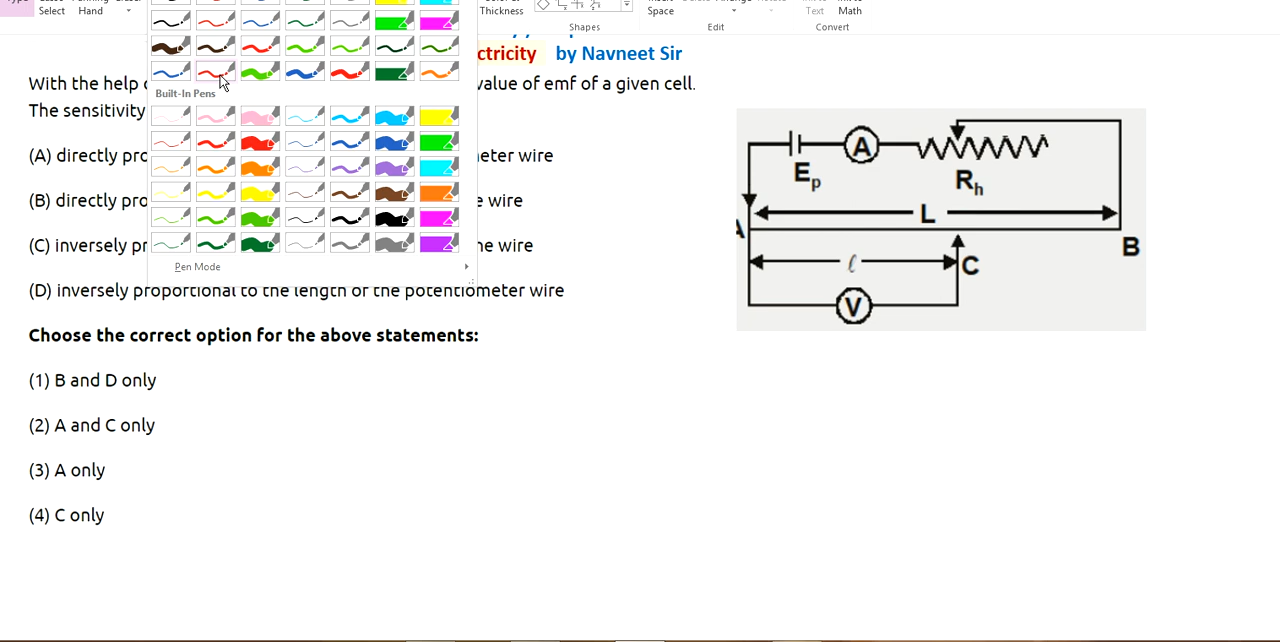 Select
Hand
Thickness
Shapes
Space
Edit
Text
Math
Convert
ctricity by Navneet Sir
With the help
value of emf of a given cell.
Built-In Pens
The sensitivity
(A) directly pro
eter wire
(B) directly pro
e wire
(C) inversely pr
ne wire
Pen Mode
(D) inversely proportional to the length of the potentiometer wire
Choose the correct option for the above statements:
(1) B and D only
(2) A and C only
(3) A only
(4) C only
A
Ep
Rh
L
B
ℓ
C
V